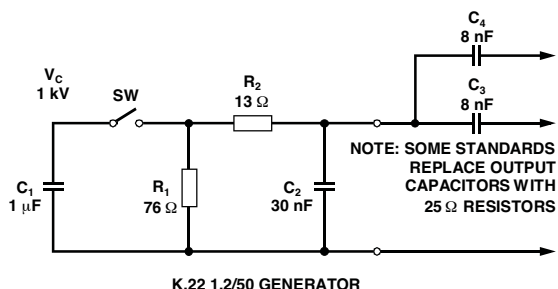 C4
8 nF
VC
1 kV
SW
R2
13 Ω
C3
8 nF
NOTE: SOME STANDARDS
REPLACE OUTPUT
CAPACITORS WITH
25 Ω RESISTORS
C1
1 µF
R1
76 Ω
C2
30 nF
K.22 1.2/50 GENERATOR